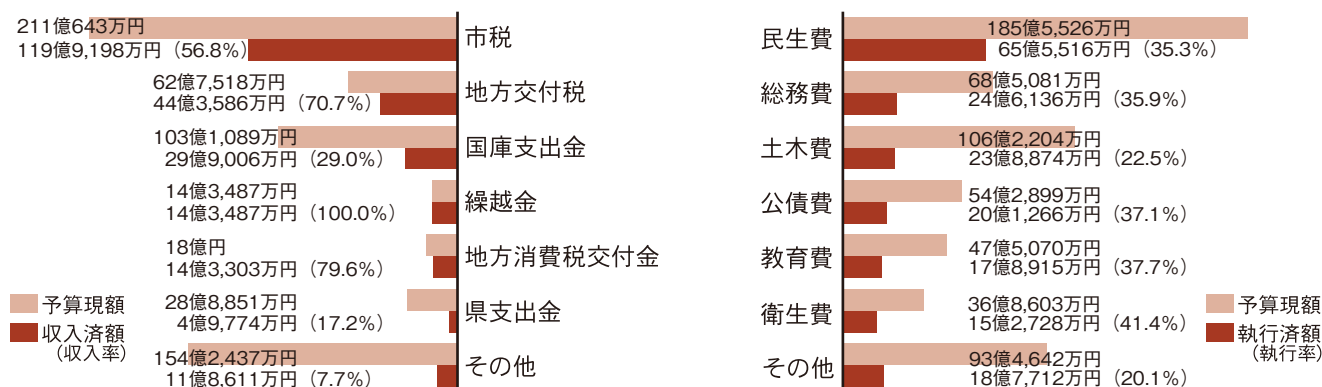 211億643万円
119億9,198万円（56.8%）
市税
62億7,518万円
44億3,586万円（70.7%）
地方交付税
103億1,089万円
29億9,006万円（29.0%）
国庫支出金
14億3,487万円
14億3,487万円（100.0%）
繰越金
18億円
14億3,303万円（79.6%）
地方消費税交付金
28億8,851万円
4億9,774万円（17.2%）
県支出金
154億2,437万円
11億8,611万円（7.7%）
その他
予算現額
収入済額
（収入率）
民生費
185億5,526万円
65億5,516万円（35.3%）
総務費
68億5,081万円
24億6,136万円（35.9%）
土木費
106億2,204万円
23億8,874万円（22.5%）
公債費
54億2,899万円
20億1,266万円（37.1%）
教育費
47億5,070万円
17億8,915万円（37.7%）
衛生費
36億8,603万円
15億2,728万円（41.4%）
その他
93億4,642万円
18億7,712万円（20.1%）
予算現額
執行済額
（執行率）